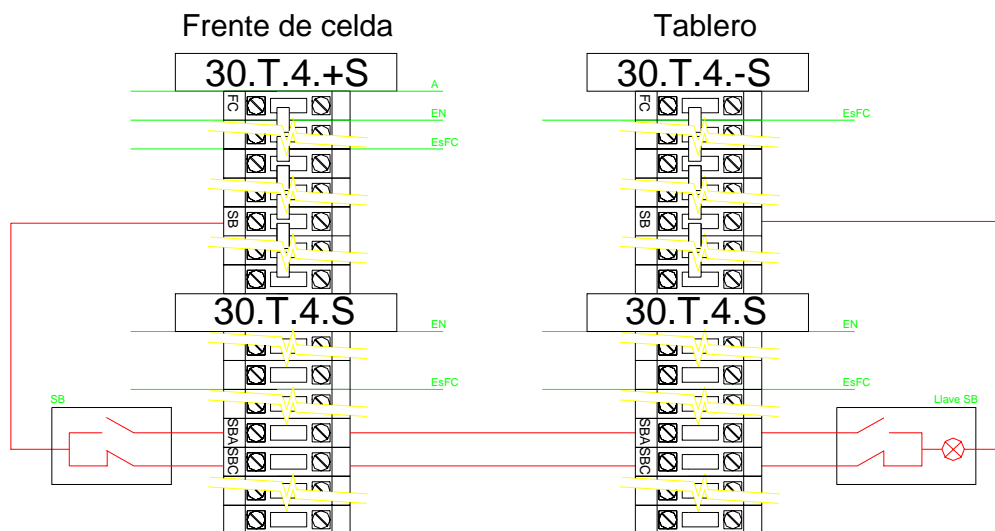 Frente de celda
Tablero
30.T.4.+S
30.T.4.-S
A
FC
FC
EN
EsFC
EsFC
SB
SB
30.T.4.S
30.T.4.S
EN
EN
EsFC
EsFC
SB
Llave SB
SBA
SBA
SBC
SBC